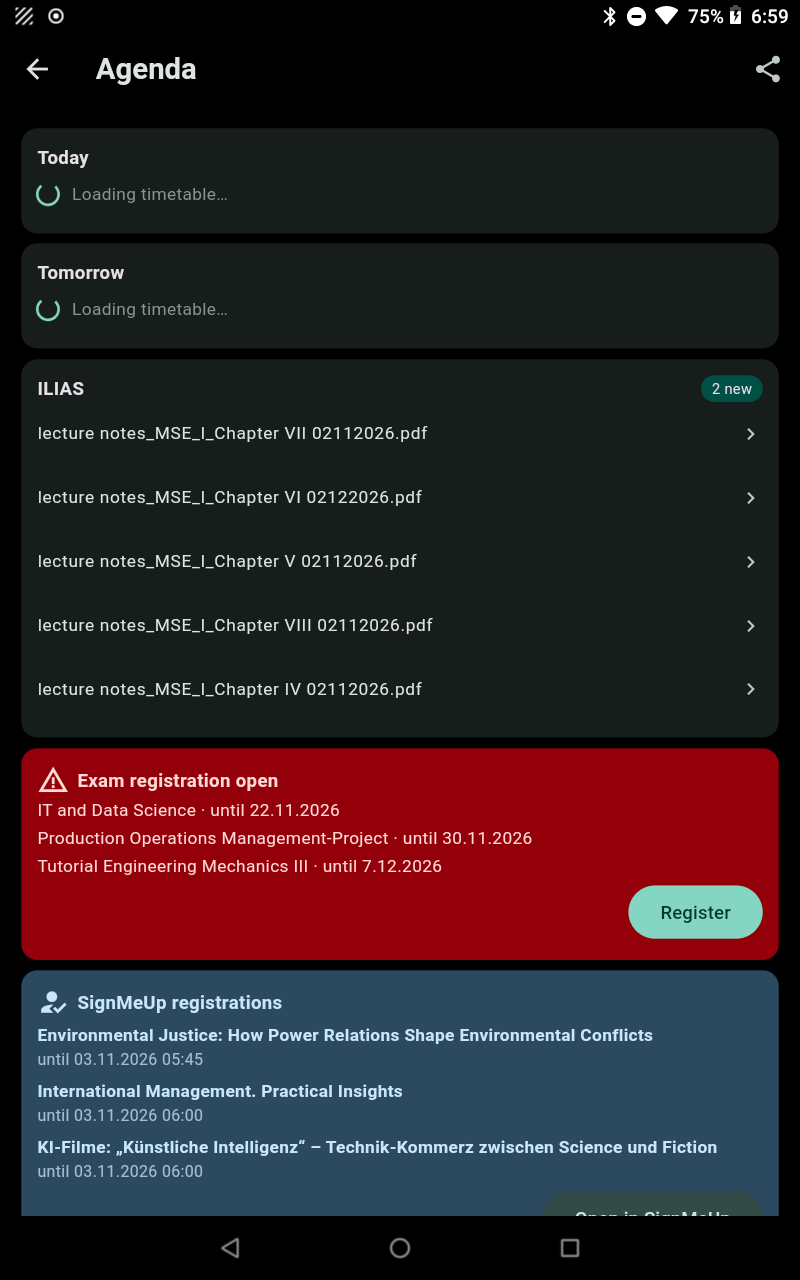 75% 6:59
Agenda
Today
Loading timetable…
Tomorrow
Loading timetable…
ILIAS
2 new
lecture notes_MSE_I_Chapter VII 02112026.pdf
lecture notes_MSE_I_Chapter VI 02122026.pdf
lecture notes_MSE_I_Chapter V 02112026.pdf
lecture notes_MSE_I_Chapter VIII 02112026.pdf
lecture notes_MSE_I_Chapter IV 02112026.pdf
Exam registration open
IT and Data Science · until 22.11.2026
Production Operations Management-Project · until 30.11.2026
Tutorial Engineering Mechanics III · until 7.12.2026
Register
SignMeUp registrations
Environmental Justice: How Power Relations Shape Environmental Conflicts
until 03.11.2026 05:45
International Management. Practical Insights
until 03.11.2026 06:00
KI-Filme: „Künstliche Intelligenz“ – Technik-Kommerz zwischen Science und Fiction
until 03.11.2026 06:00
Open in SignMeUp